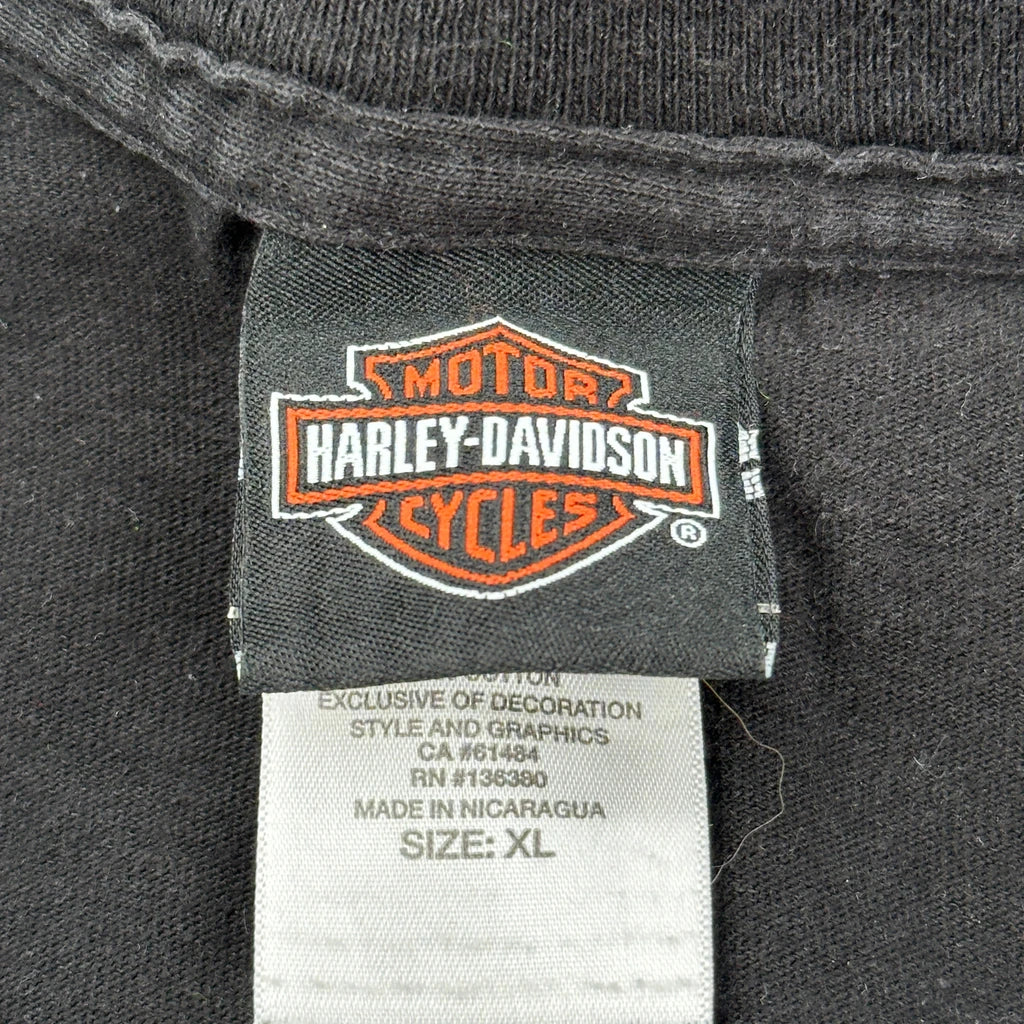 MOTOR
HARLEY-DAVIDSON
CYCLES
®
COTTON
EXCLUSIVE OF DECORATION
STYLE AND GRAPHICS
CA #61484
RN #136380
MADE IN NICARAGUA
SIZE: XL